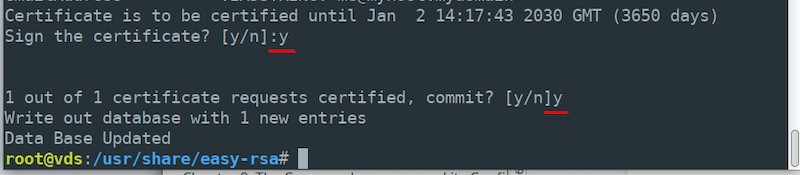 Certificate is to be certified until Jan  2 14:17:43 2030 GMT (3650 days)
Sign the certificate? [y/n]:y
1 out of 1 certificate requests certified, commit? [y/n]y
Write out database with 1 new entries
Data Base Updated
root@vds:/usr/share/easy-rsa#